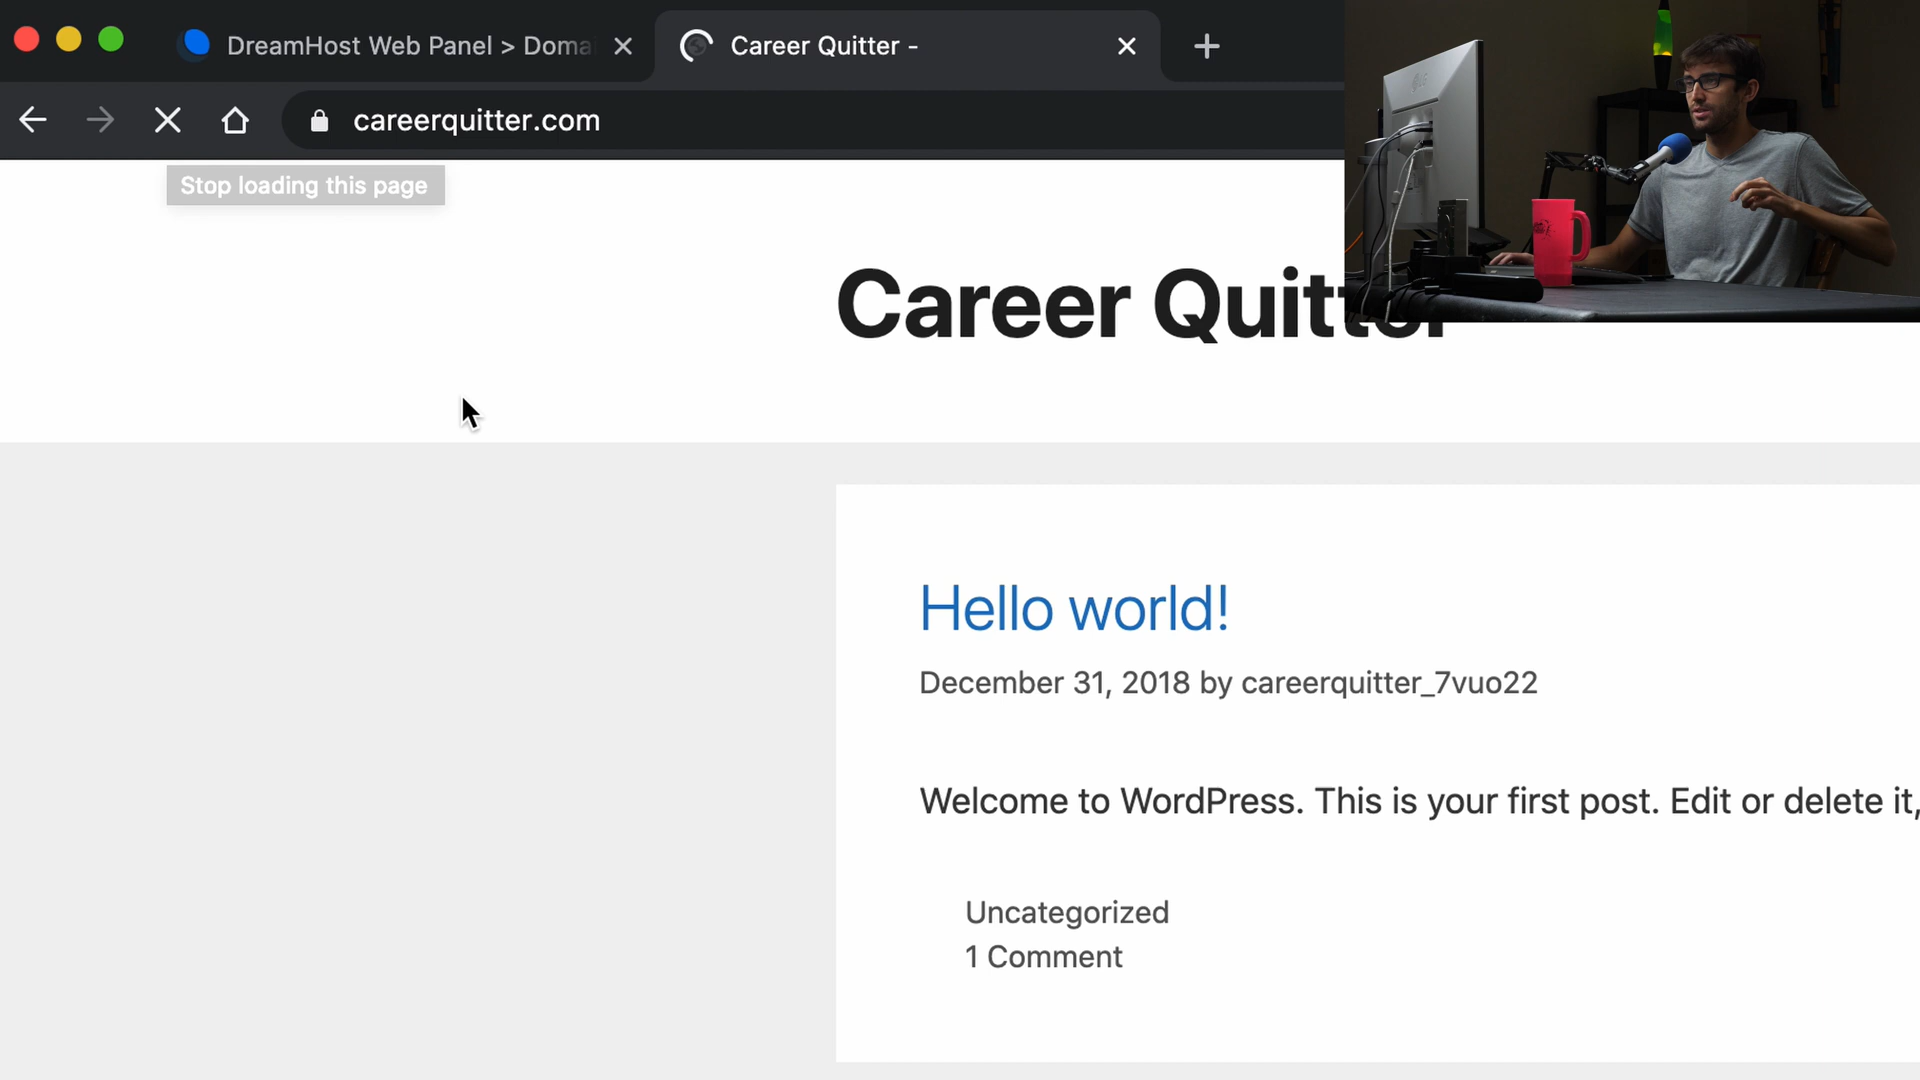 DreamHost Web Panel > Doma
Career Quitter -
careerquitter.com
Stop loading this page
Career Quitter
Hello world!
December 31, 2018 by careerquitter_7vuo22
Welcome to WordPress. This is your first post. Edit or delete it,
Uncategorized
1 Comment